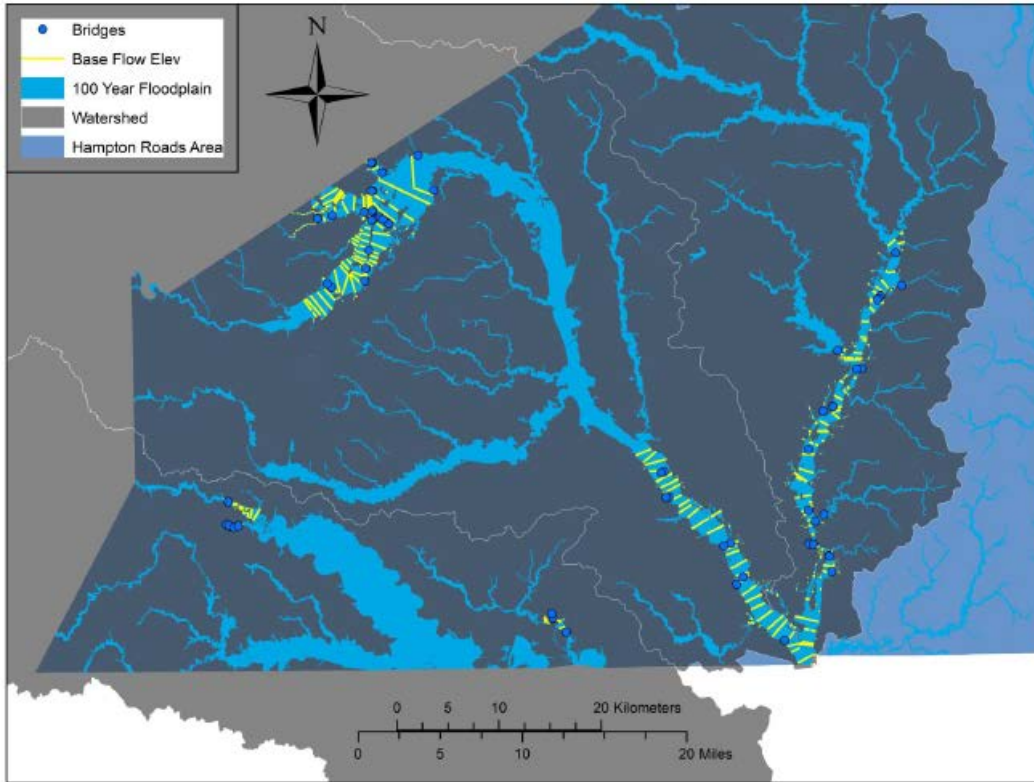 Bridges
Base Flow Elev
100 Year Floodplain
Watershed
Hampton Roads Area
N
0 5 10 20 Kilometers
0 5 10 20 Miles